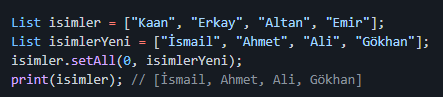 List isimler = ["Kaan", "Erkay", "Altan", "Emir"];
List isimlerYeni = ["İsmail", "Ahmet", "Ali", "Gökhan"];
isimler.setAll(0, isimlerYeni);
print(isimler); // [İsmail, Ahmet, Ali, Gökhan]